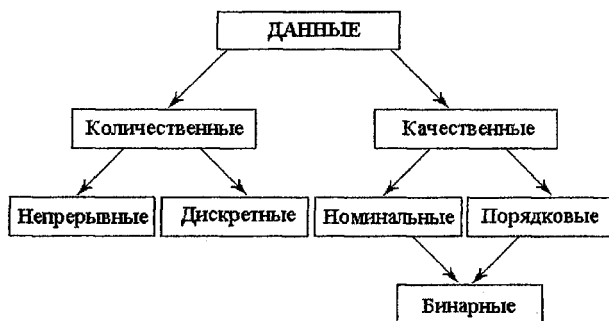 ДАННЫЕ
Количественные
Качественные
Непрерывные
Дискретные
Номинальные
Порядковые
Бинарные